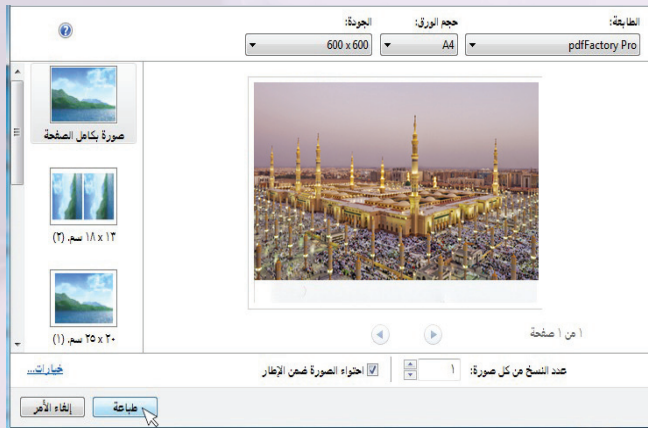 الطابعة: حجم الورق: الجودة:
pdfFactory Pro A4 600 x 600
صورة بكامل الصفحة
١٣ x ١٨ سم. (٢)
٢٠ x ٢٥ سم. (١)
١ من ١ صفحة
عدد النسخ من كل صورة: ١ احتواء الصورة ضمن الإطار خيارات...
طباعة إلغاء الأمر